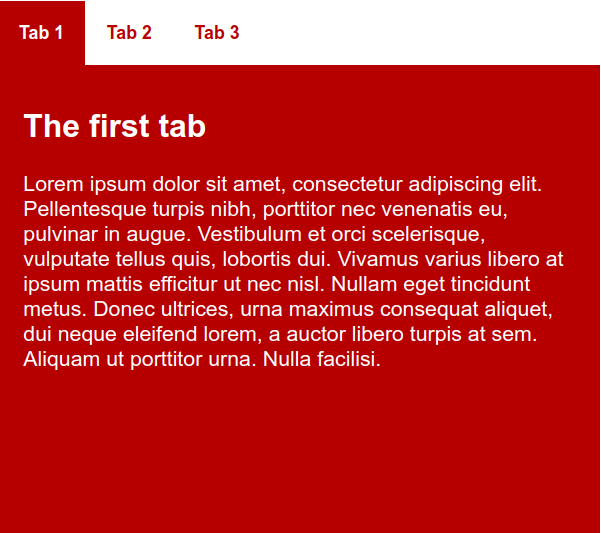 Tab 1 Tab 2 Tab 3
The first tab
Lorem ipsum dolor sit amet, consectetur adipiscing elit.
Pellentesque turpis nibh, porttitor nec venenatis eu,
pulvinar in augue. Vestibulum et orci scelerisque,
vulputate tellus quis, lobortis dui. Vivamus varius libero at
ipsum mattis efficitur ut nec nisl. Nullam eget tincidunt
metus. Donec ultrices, urna maximus consequat aliquet,
dui neque eleifend lorem, a auctor libero turpis at sem.
Aliquam ut porttitor urna. Nulla facilisi.